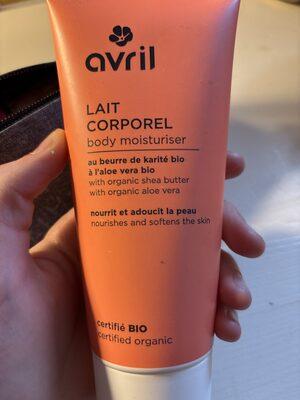 avril
LAIT
CORPOREL
body moisturiser
au beurre de karité bio
à l'aloe vera bio
with organic shea butter
with organic aloe vera
nourrit et adoucit la peau
nourishes and softens the skin
certifié BIO
certified organic